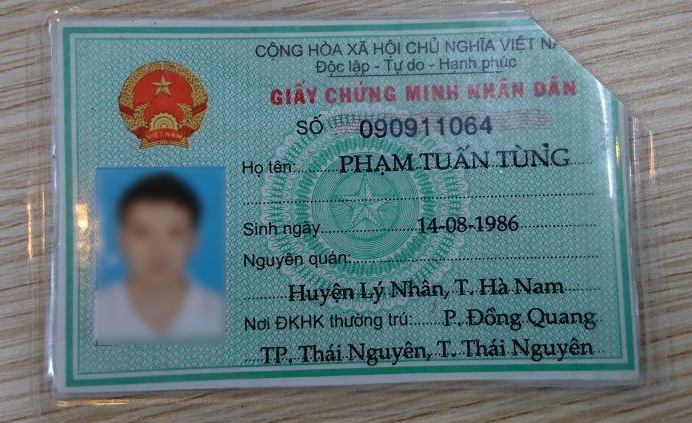 CỘNG HÒA XÃ HỘI CHỦ NGHĨA VIỆT NA
Độc lập - Tự do - Hạnh phúc
GIẤY CHỨNG MINH NHÂN DÂN
SỐ 090911064
Họ tên: PHẠM TUẤN TÙNG
Sinh ngày 14-08-1986
Nguyên quán:
Huyện Lý Nhân, T. Hà Nam
Nơi ĐKHK thường trú: P. Đồng Quang
TP. Thái Nguyên, T. Thái Nguyên
VIỆT NAM